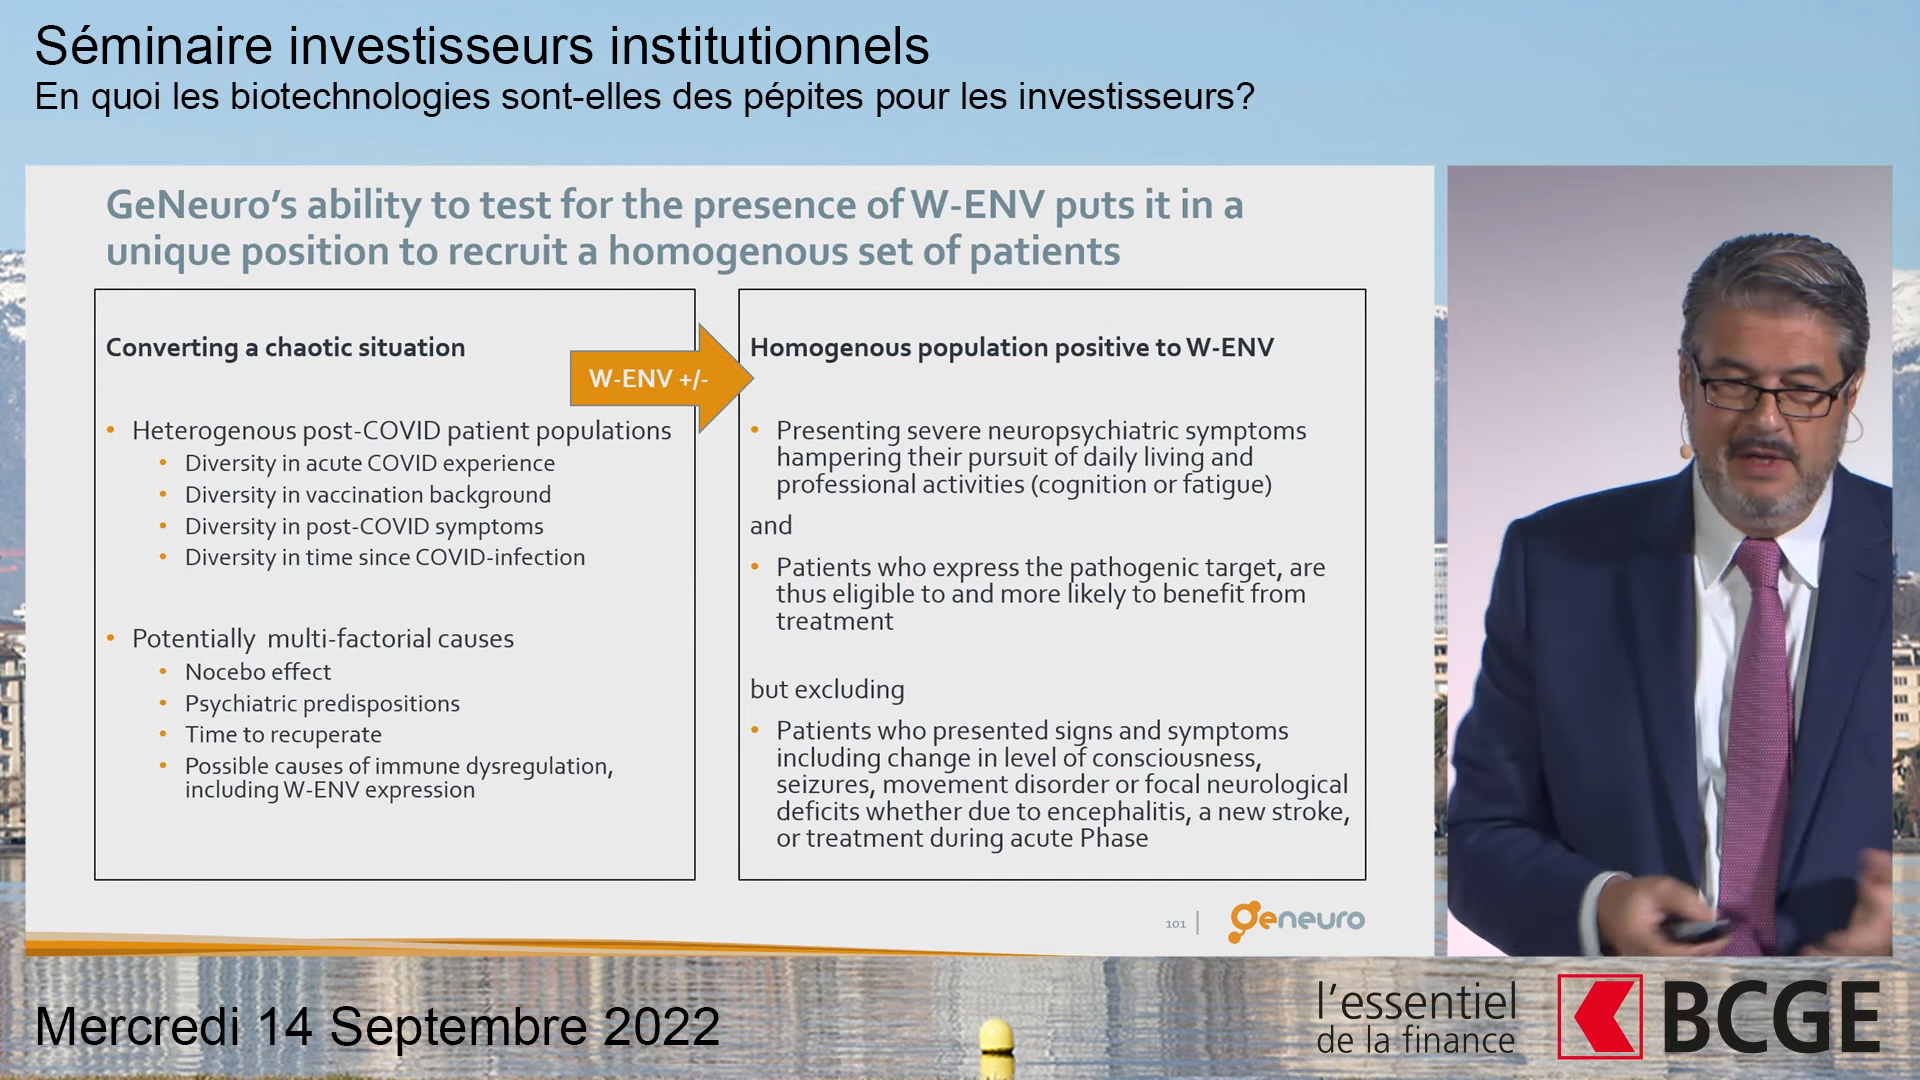 Séminaire investisseurs institutionnels
En quoi les biotechnologies sont-elles des pépites pour les investisseurs?
GeNeuro's ability to test for the presence of W-ENV puts it in a
unique position to recruit a homogenous set of patients
Converting a chaotic situation
• Heterogenous post-COVID patient populations
• Diversity in acute COVID experience
• Diversity in vaccination background
• Diversity in post-COVID symptoms
• Diversity in time since COVID-infection
• Potentially multi-factorial causes
• Nocebo effect
• Psychiatric predispositions
• Time to recuperate
• Possible causes of immune dysregulation,
including W-ENV expression
W-ENV +/-
Homogenous population positive to W-ENV
• Presenting severe neuropsychiatric symptoms
hampering their pursuit of daily living and
professional activities (cognition or fatigue)
and
• Patients who express the pathogenic target, are
thus eligible to and more likely to benefit from
treatment
but excluding
• Patients who presented signs and symptoms
including change in level of consciousness,
seizures, movement disorder or focal neurological
deficits whether due to encephalitis, a new stroke,
or treatment during acute Phase
101
geneuro
Mercredi 14 Septembre 2022
l'essentiel
de la finance
BCGE